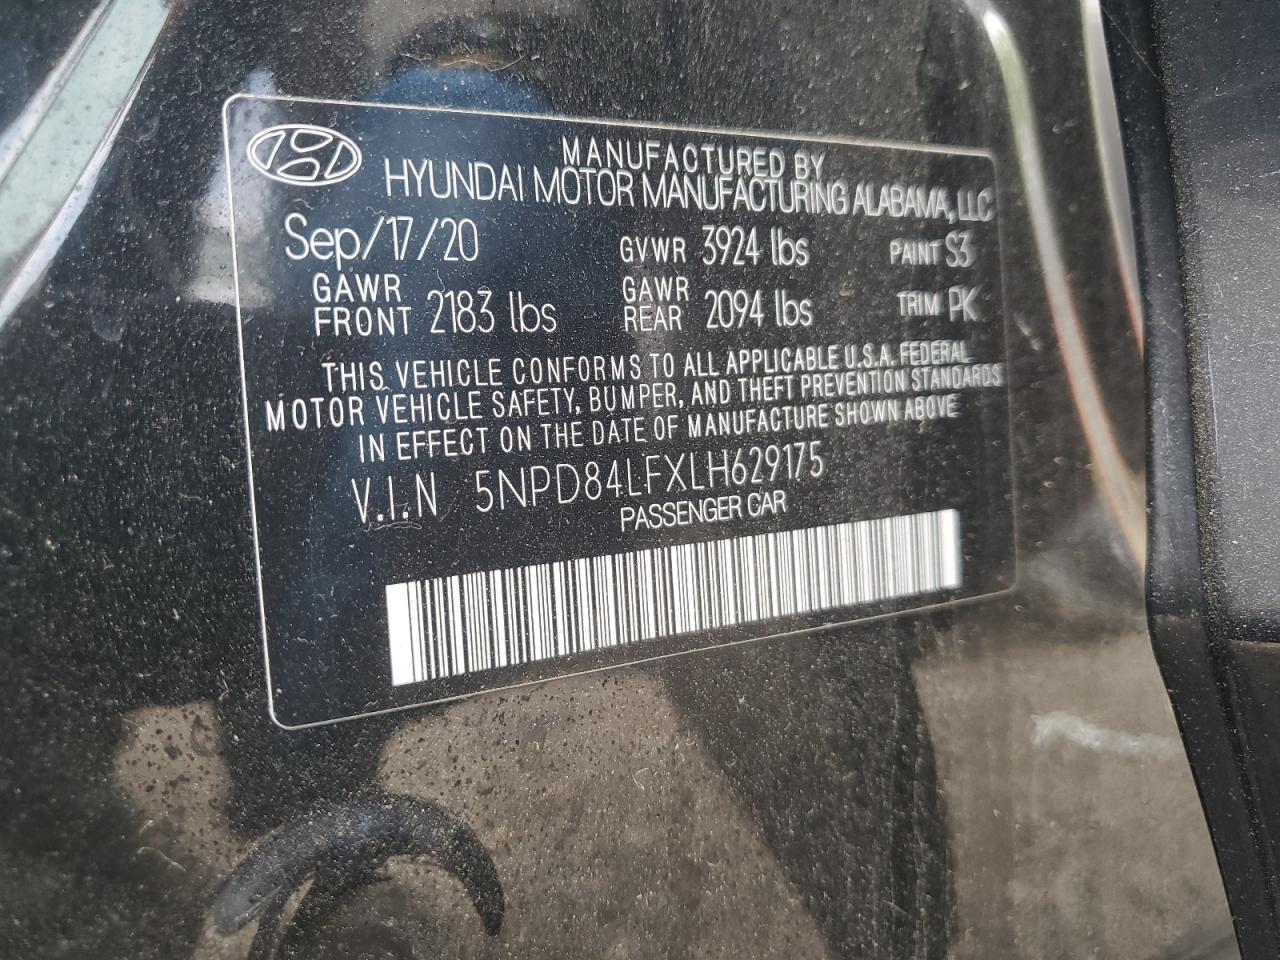 MANUFACTURED BY
HYUNDAI MOTOR MANUFACTURING ALABAMA, LLC
Sep/17/20 GVWR 3924 lbs PAINT S3
GAWR FRONT 2183 lbs GAWR REAR 2094 lbs TRIM PK
THIS VEHICLE CONFORMS TO ALL APPLICABLE U.S.A. FEDERAL
MOTOR VEHICLE SAFETY, BUMPER, AND THEFT PREVENTION STANDARDS
IN EFFECT ON THE DATE OF MANUFACTURE SHOWN ABOVE
V.I.N 5NPD84LFXLH629175
PASSENGER CAR